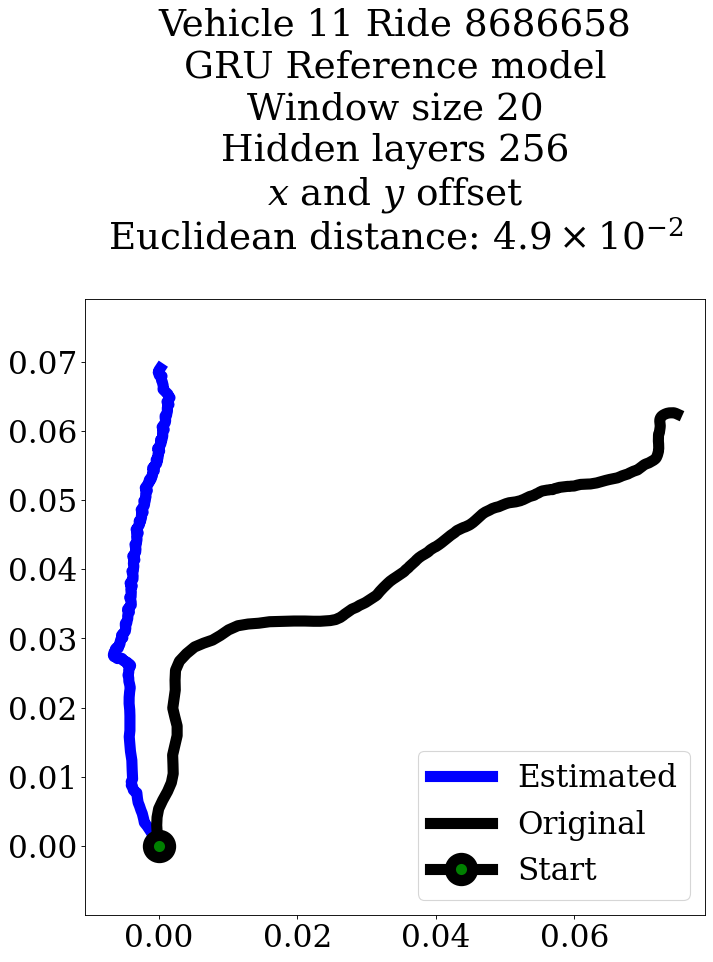 Vehicle 11 Ride 8686658
GRU Reference model
Window size 20
Hidden layers 256
x and y offset
Euclidean distance: 4.9 × 10⁻²
0.07
0.06
0.05
0.04
0.03
0.02
0.01
0.00
Estimated
Original
Start
0.00 0.02 0.04 0.06